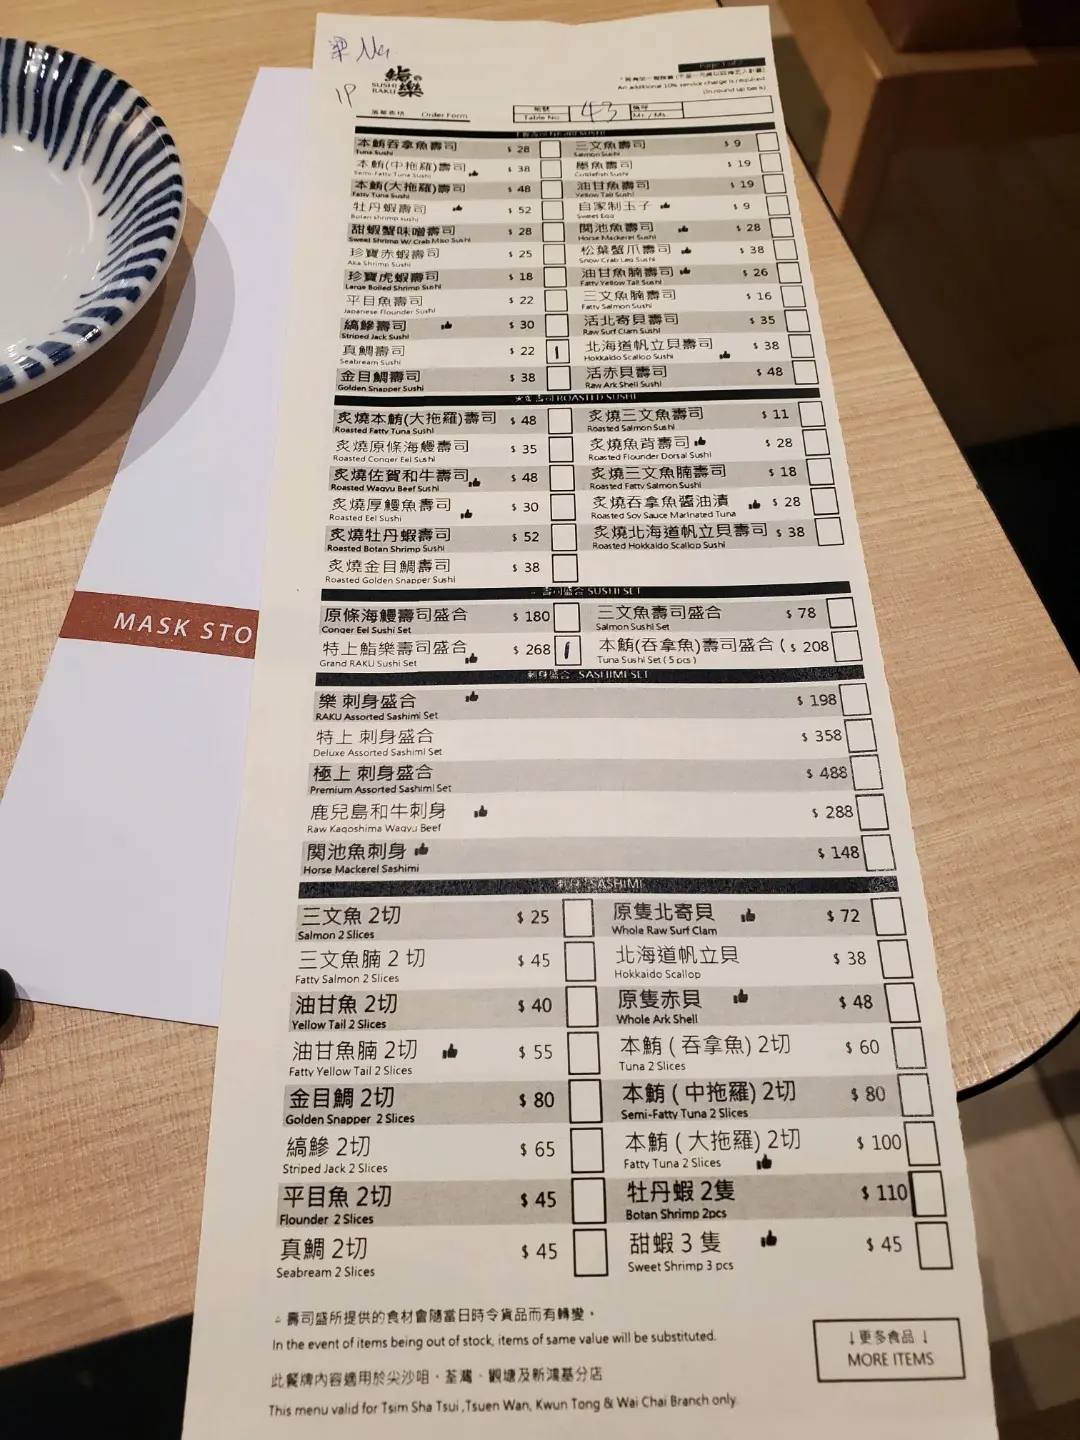 梁
1P
鮨樂
SUSHI RAKU
Order Form
Page 1 of 2
An additional 10% service charge is required
(In round up tens)
枱號 Table No. 43 Mr. / Ms.
SUSHI
本鮪吞拿魚壽司 $ 28 三文魚壽司 $ 9
Tuna Sushi Salmon Sushi
本鮪(中拖羅)壽司 $ 38 墨魚壽司 $ 19
Semi-Fatty Tuna Sushi Cuttlefish Sushi
本鮪(大拖羅)壽司 $ 48 油甘魚壽司 $ 19
Fatty Tuna Sushi Yellow Tail Sushi
牡丹蝦壽司 $ 52 自家制玉子 $ 9
Botan shrimp sushi Sweet Egg
甜蝦蟹味噌壽司 $ 28 関池魚壽司 $ 28
Sweet Shrimp W/ Crab Miso Sushi Horse Mackerel Sushi
珍寶赤蝦壽司 $ 25 松葉蟹爪壽司 $ 38
Aka Shrimp Sushi Snow Crab Leg Sushi
珍寶虎蝦壽司 $ 18 油甘魚腩壽司 $ 26
Large Boiled Shrimp Sushi Fatty Yellow Tail Sushi
平目魚壽司 $ 22 三文魚腩壽司 $ 16
Japanese Flounder Sushi Fatty Salmon Sushi
縞鰺壽司 $ 30 活北寄貝壽司 $ 35
Striped Jack Sushi Raw Surf Clam Sushi
真鯛壽司 $ 22 1 北海道帆立貝壽司 $ 38
Seabream Sushi Hokkaido Scallop Sushi
金目鯛壽司 $ 38 活赤貝壽司 $ 48
Golden Snapper Sushi Raw Ark Shell Sushi
壽司 ROASTED SUSHI
炙燒本鮪(大拖羅)壽司 $ 48 炙燒三文魚壽司 $ 11
Roasted Fatty Tuna Sushi Roasted Salmon Sushi
炙燒原條海鰻壽司 $ 35 炙燒魚背壽司 $ 28
Roasted Conger Eel Sushi Roasted Flounder Dorsal Sushi
炙燒佐賀和牛壽司 $ 48 炙燒三文魚腩壽司 $ 18
Roasted Wagyu Beef Sushi Roasted Fatty Salmon Sushi
炙燒厚鰻魚壽司 $ 30 炙燒吞拿魚醬油漬 $ 28
Roasted Eel Sushi Roasted Soy Sauce Marinated Tuna
炙燒牡丹蝦壽司 $ 52 炙燒北海道帆立貝壽司 $ 38
Roasted Botan Shrimp Sushi Roasted Hokkaido Scallop Sushi
炙燒金目鯛壽司 $ 38
Roasted Golden Snapper Sushi
壽司盛合 SUSHI SET
原條海鰻壽司盛合 $ 180 三文魚壽司盛合 $ 78
Conger Eel Sushi Set Salmon Sushi Set
特上鮨樂壽司盛合 $ 268 1 本鮪(吞拿魚)壽司盛合 ( $ 208
Grand RAKU Sushi Set Tuna Sushi Set ( 5 pcs )
刺身盛合 SASHIMI SET
樂 刺身盛合 $ 198
RAKU Assorted Sashimi Set
特上 刺身盛合 $ 358
Deluxe Assorted Sashimi Set
極上 刺身盛合 $ 488
Premium Assorted Sashimi Set
鹿兒島和牛刺身 $ 288
Raw Kagoshima Wagyu Beef
関池魚刺身 $ 148
Horse Mackerel Sashimi
刺身 SASHIMI
三文魚 2切 $ 25 原隻北寄貝 $ 72
Salmon 2 Slices Whole Raw Surf Clam
三文魚腩 2 切 $ 45 北海道帆立貝 $ 38
Fatty Salmon 2 Slices Hokkaido Scallop
油甘魚 2切 $ 40 原隻赤貝 $ 48
Yellow Tail 2 Slices Whole Ark Shell
油甘魚腩 2切 $ 55 本鮪 ( 吞拿魚) 2切 $ 60
Fatty Yellow Tail 2 Slices Tuna 2 Slices
金目鯛 2切 $ 80 本鮪 ( 中拖羅) 2切 $ 80
Golden Snapper 2 Slices Semi-Fatty Tuna 2 Slices
縞鰺 2切 $ 65 本鮪 ( 大拖羅) 2切 $ 100
Striped Jack 2 Slices Fatty Tuna 2 Slices
平目魚 2切 $ 45 牡丹蝦 2隻 $ 110
Flounder 2 Slices Botan Shrimp 2pcs
真鯛 2切 $ 45 甜蝦 3 隻 $ 45
Seabream 2 Slices Sweet Shrimp 3 pcs
△ 壽司盛所提供的食材會隨當日時令貨品而有轉變。
In the event of items being out of stock, items of same value will be substituted.
此餐牌內容適用於尖沙咀、荃灣、觀塘及新鴻基分店
This menu valid for Tsim Sha Tsui ,Tsuen Wan, Kwun Tong & Wai Chai Branch only.
↓更多食品↓
MORE ITEMS
MASK STO